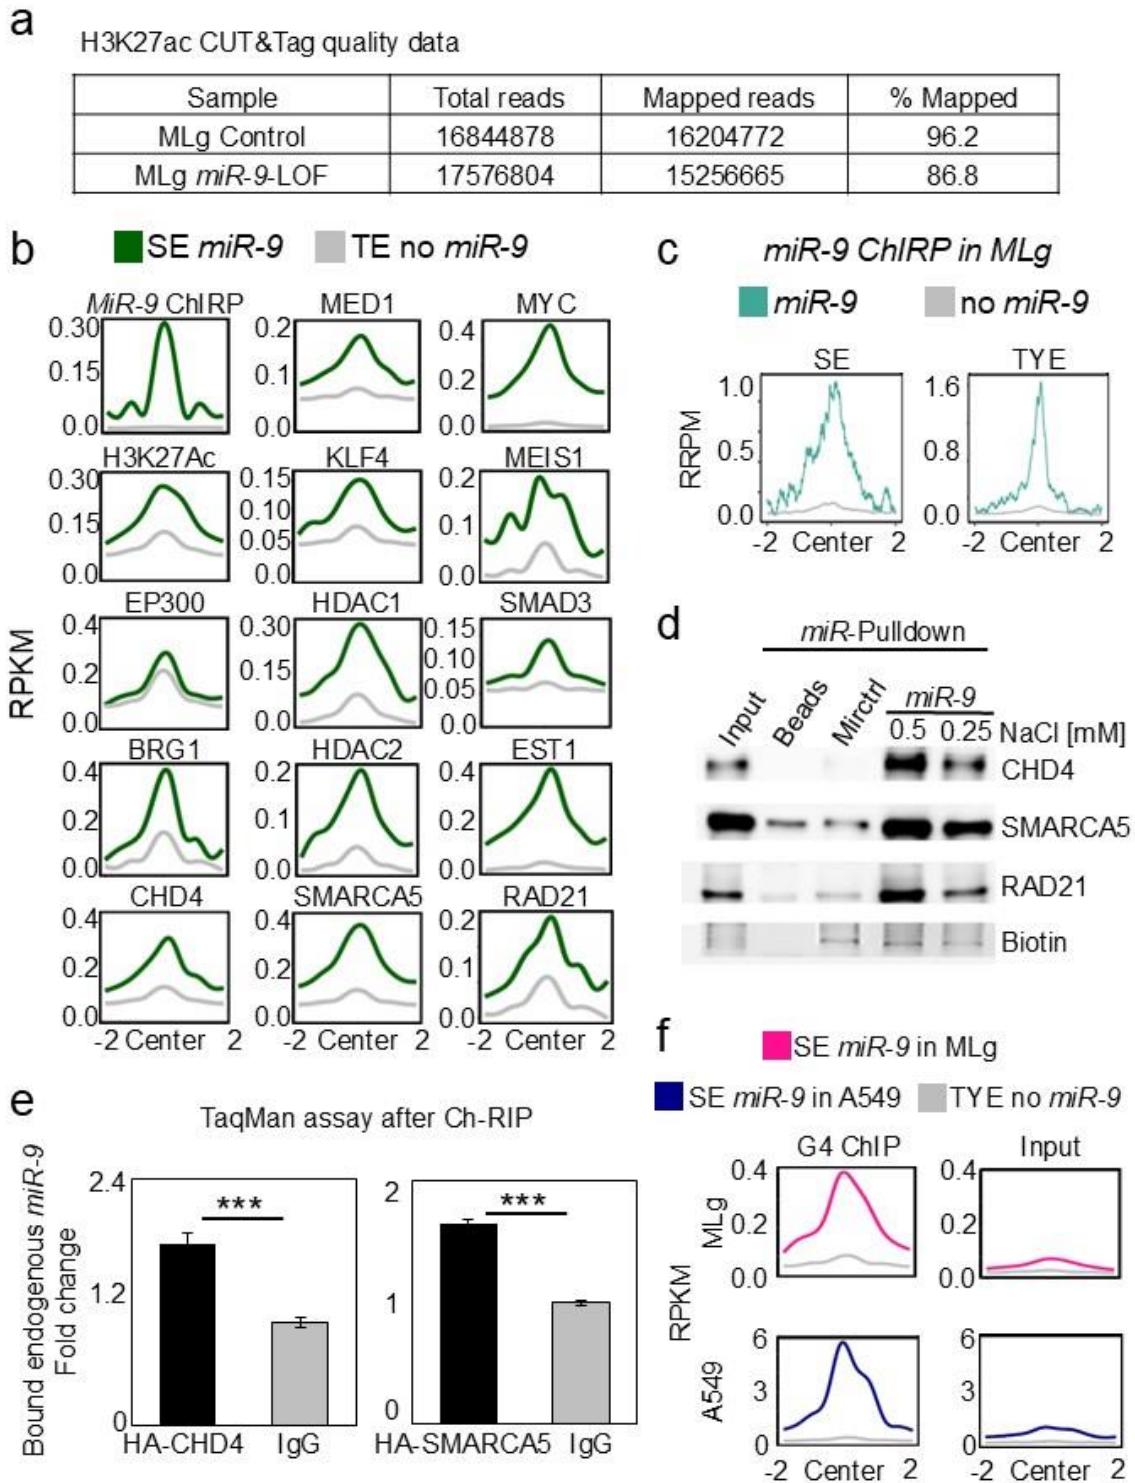 a
H3K27ac CUT&Tag quality data
Sample Total reads Mapped reads % Mapped
MLg Control 16844878 16204772 96.2
MLg miR-9-LOF 17576804 15256665 86.8
b
SE miR-9 TE no miR-9
MiR-9 ChIRP MED1 MYC
0.30 0.15 0.0
0.2 0.1 0.0
0.4 0.2 0.0
H3K27Ac KLF4 MEIS1
0.30 0.15 0.0
0.15 0.10 0.05 0.0
0.2 0.1 0.0
EP300 HDAC1 SMAD3
0.4 0.2 0.0
0.30 0.15 0.0
0.15 0.10 0.05 0.0
RPKM
BRG1 HDAC2 EST1
0.4 0.2 0.0
0.2 0.1 0.0
0.4 0.2 0.0
CHD4 SMARCA5 RAD21
0.4 0.2 0.0
0.4 0.2 0.0
0.2 0.1 0.0
-2 Center 2 -2 Center 2 -2 Center 2
c
miR-9 ChIRP in MLg
miR-9 no miR-9
SE TYE
RRPM
1.0 0.5 0.0
1.6 0.8 0.0
-2 Center 2 -2 Center 2
d
miR-Pulldown
Input Beads Mirctrl miR-9
0.5 0.25 NaCl [mM]
CHD4
SMARCA5
RAD21
Biotin
e
TaqMan assay after Ch-RIP
Bound endogenous miR-9
Fold change
2.4 1.2 0
***
HA-CHD4 IgG
2 1 0
***
HA-SMARCA5 IgG
f
SE miR-9 in MLg
SE miR-9 in A549 TYE no miR-9
G4 ChIP Input
RPKM
MLg
0.4 0.2 0.0
0.4 0.2 0.0
A549
6 3 0
6 3 0
-2 Center 2 -2 Center 2